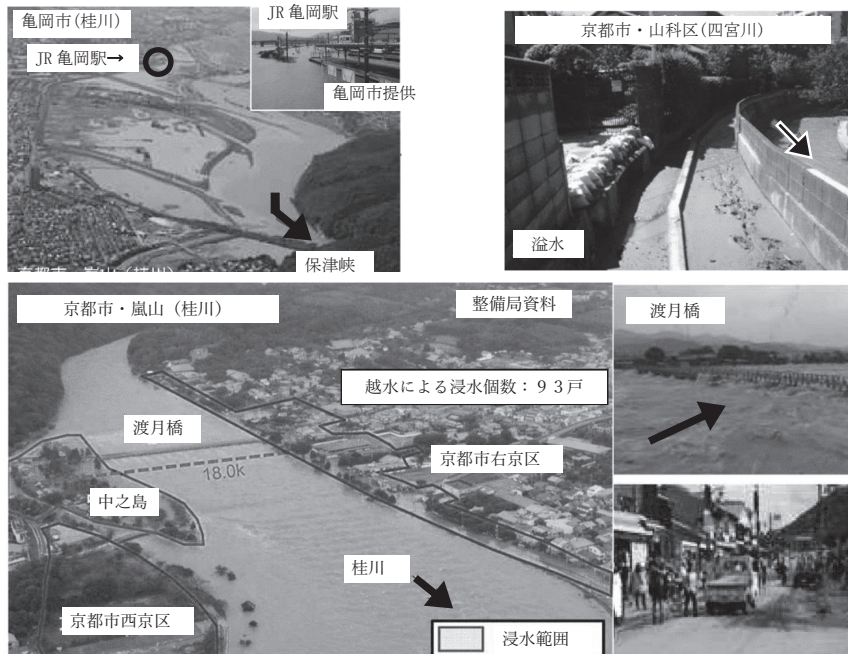 亀岡市(桂川)
JR 亀岡駅→
JR 亀岡駅
亀岡市提供
保津峡
京都市・山科区(四宮川)
溢水
京都市・嵐山 (桂川)
整備局資料
越水による浸水個数：９３戸
渡月橋
18.0k
京都市右京区
中之島
桂川
京都市西京区
浸水範囲
渡月橋